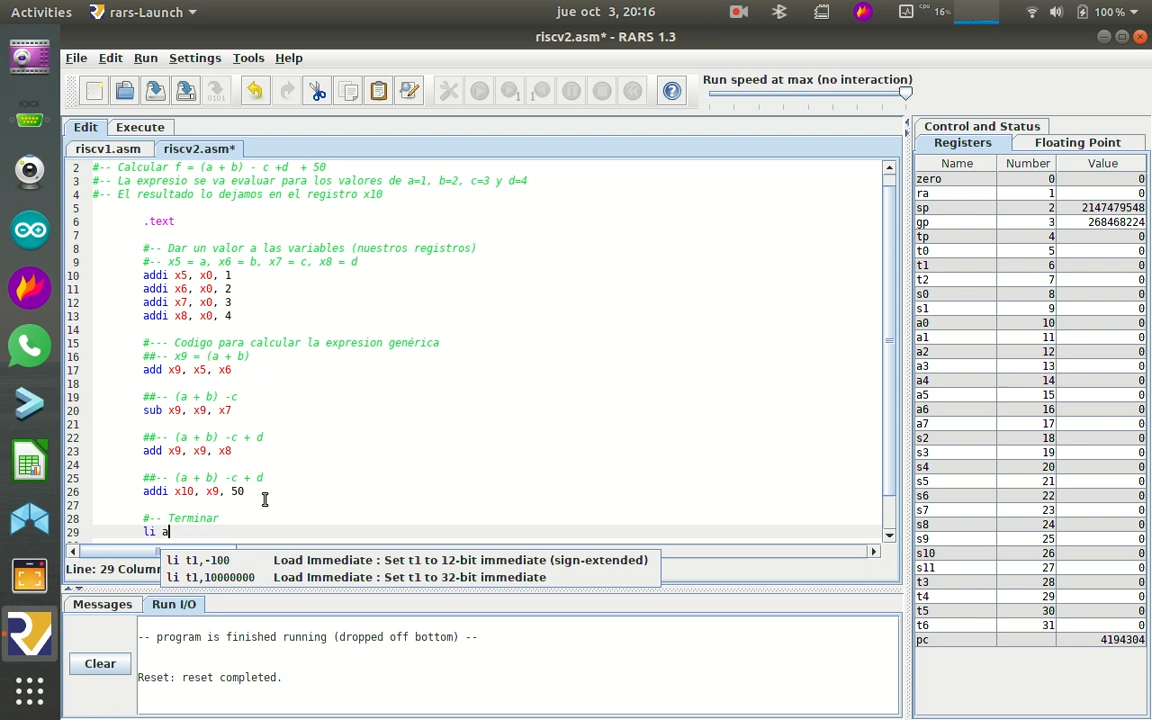 Activities rars-Launch jue oct 3, 20:16 cpu 16% 100%
riscv2.asm* - RARS 1.3
File Edit Run Settings Tools Help
Run speed at max (no interaction)
Edit Execute
riscv1.asm riscv2.asm*
2 #-- Calcular f = (a + b) - c +d + 50
3 #-- La expresio se va evaluar para los valores de a=1, b=2, c=3 y d=4
4 #-- El resultado lo dejamos en el registro x10
5
6 .text
7
8 #-- Dar un valor a las variables (nuestros registros)
9 #-- x5 = a, x6 = b, x7 = c, x8 = d
10 addi x5, x0, 1
11 addi x6, x0, 2
12 addi x7, x0, 3
13 addi x8, x0, 4
14
15 #--- Codigo para calcular la expresion genérica
16 ##-- x9 = (a + b)
17 add x9, x5, x6
18
19 ##-- (a + b) -c
20 sub x9, x9, x7
21
22 ##-- (a + b) -c + d
23 add x9, x9, x8
24
25 ##-- (a + b) -c + d
26 addi x10, x9, 50
27
28 #-- Terminar
29 li a
li t1,-100 Load Immediate : Set t1 to 12-bit immediate (sign-extended)
li t1,10000000 Load Immediate : Set t1 to 32-bit immediate
Line: 29 Column
Messages Run I/O
-- program is finished running (dropped off bottom) --
Clear
Reset: reset completed.
Control and Status
Registers Floating Point
Name Number Value
zero 0 0
ra 1 0
sp 2 2147479548
gp 3 268468224
tp 4 0
t0 5 0
t1 6 0
t2 7 0
s0 8 0
s1 9 0
a0 10 0
a1 11 0
a2 12 0
a3 13 0
a4 14 0
a5 15 0
a6 16 0
a7 17 0
s2 18 0
s3 19 0
s4 20 0
s5 21 0
s6 22 0
s7 23 0
s8 24 0
s9 25 0
s10 26 0
s11 27 0
t3 28 0
t4 29 0
t5 30 0
t6 31 0
pc 4194304